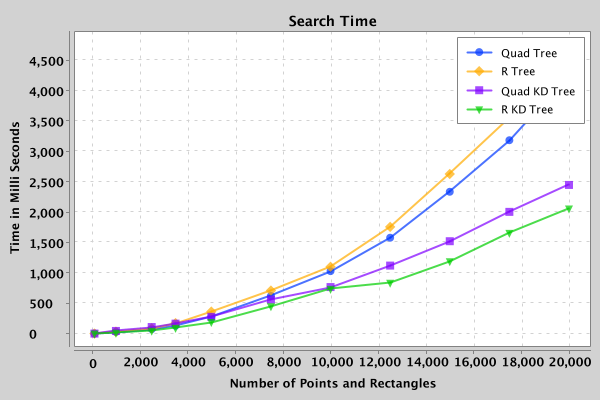 Search Time
Quad Tree
R Tree
Quad KD Tree
R KD Tree
Time in Milli Seconds
4,500
4,000
3,500
3,000
2,500
2,000
1,500
1,000
500
0
0 2,000 4,000 6,000 8,000 10,000 12,000 14,000 16,000 18,000 20,000
Number of Points and Rectangles